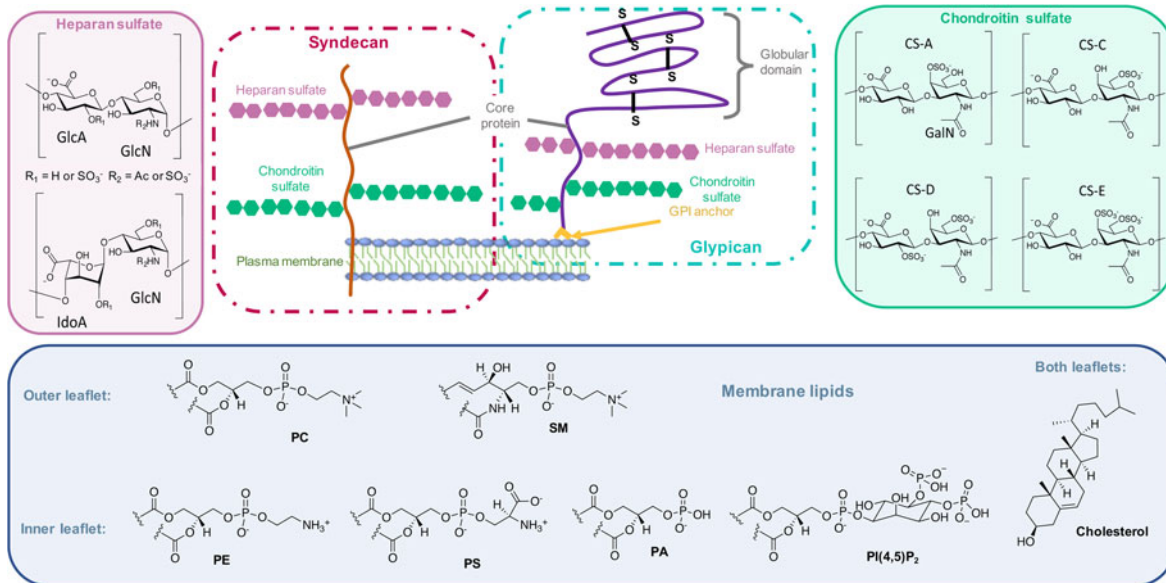 Heparan sulfate
GlcA
GlcN
R₁ = H or SO₃⁻ R₂ = Ac or SO₃⁻
IdoA
GlcN
Syndecan
Heparan sulfate
Core
protein
Chondroitin
sulfate
Plasma membrane
S
S
S
S
S
S
Globular
domain
Heparan sulfate
Chondroitin
sulfate
GPI anchor
Glypican
Chondroitin sulfate
CS-A
GalN
CS-C
CS-D
CS-E
Membrane lipids
Outer leaflet:
PC
SM
Both leaflets:
Cholesterol
Inner leaflet:
PE
PS
PA
PI(4,5)P₂